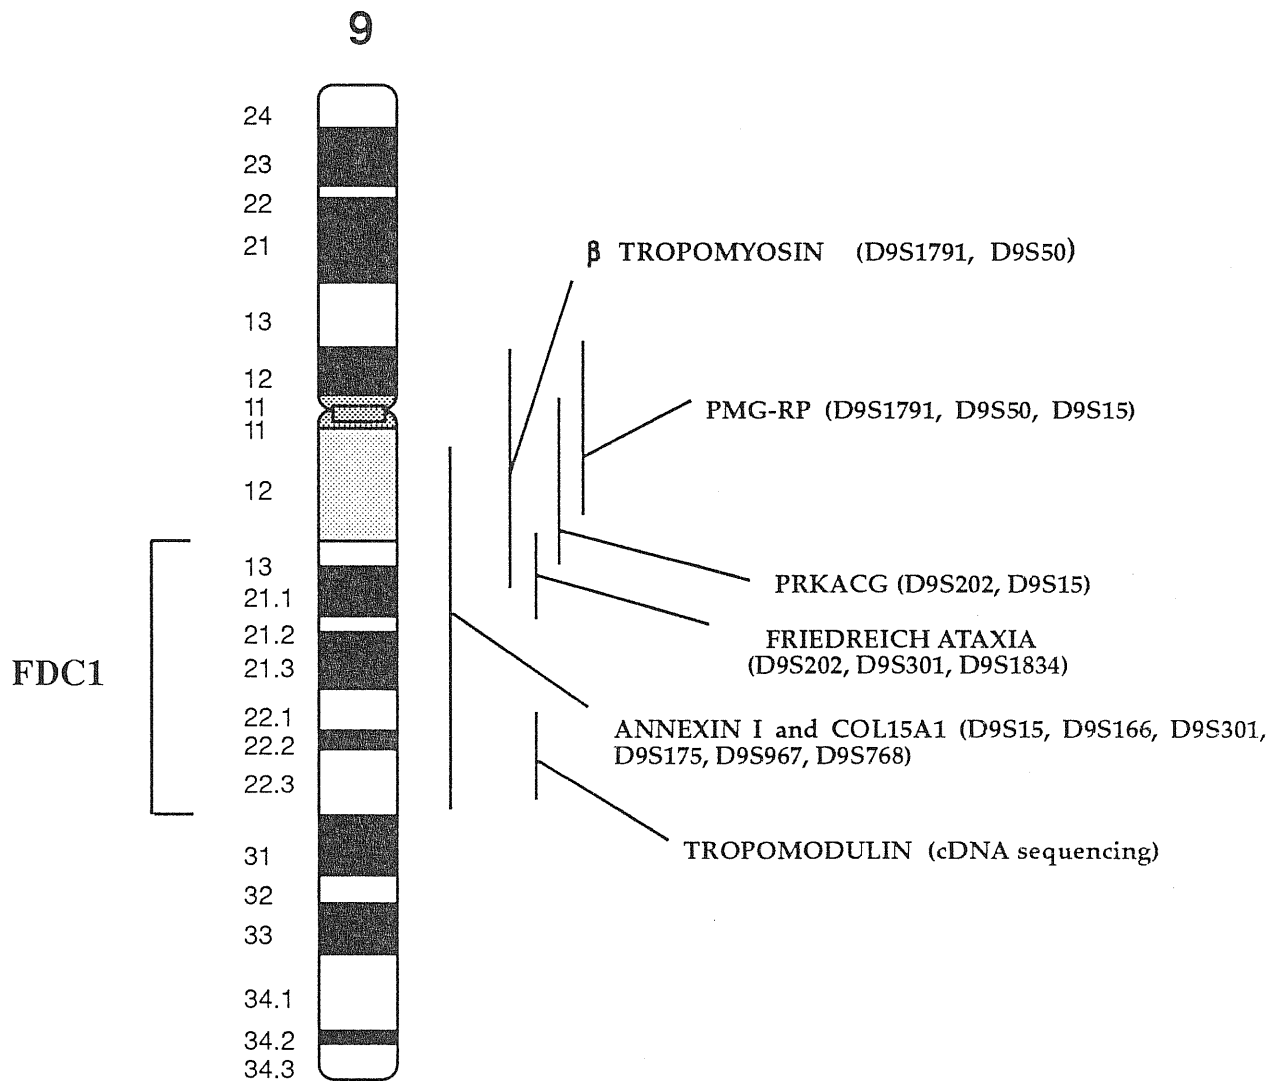 9
24
23
22
21
13
12
11
11
12
13
21.1
21.2
21.3
22.1
22.2
22.3
31
32
33
34.1
34.2
34.3
FDC1
β TROPOMYOSIN (D9S1791, D9S50)
PMG-RP (D9S1791, D9S50, D9S15)
PRKACG (D9S202, D9S15)
FRIEDREICH ATAXIA
(D9S202, D9S301, D9S1834)
ANNEXIN I and COL15A1 (D9S15, D9S166, D9S301,
D9S175, D9S967, D9S768)
TROPOMODULIN (cDNA sequencing)